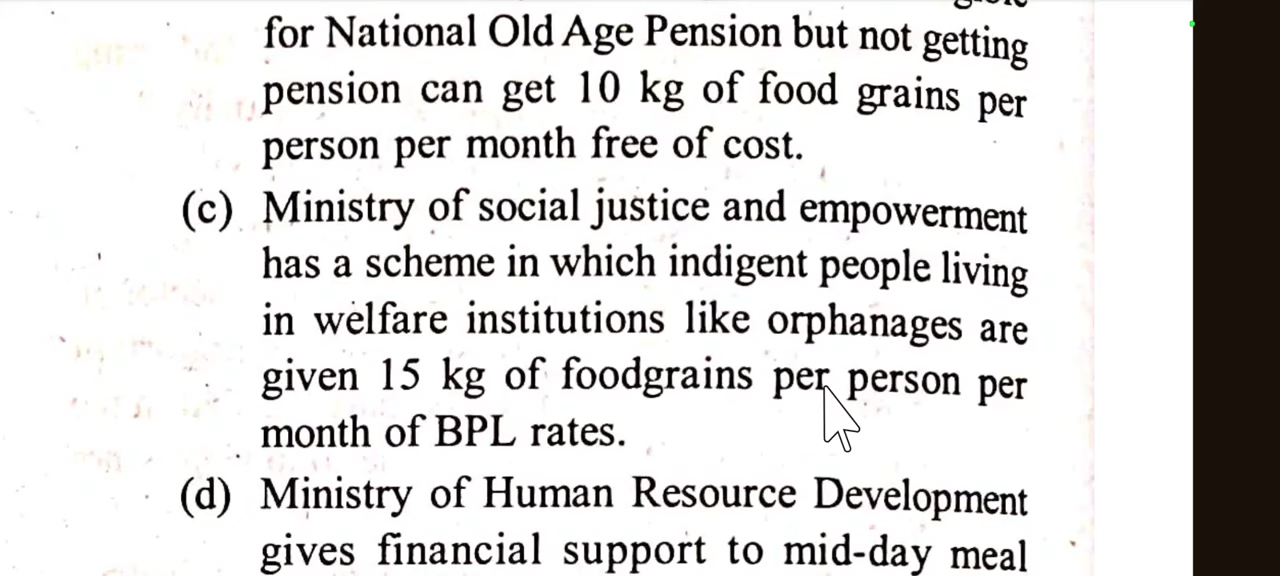 for National Old Age Pension but not getting
pension can get 10 kg of food grains per
person per month free of cost.
(c) Ministry of social justice and empowerment
has a scheme in which indigent people living
in welfare institutions like orphanages are
given 15 kg of foodgrains per person per
month of BPL rates.
(d) Ministry of Human Resource Development
gives financial support to mid-day meal